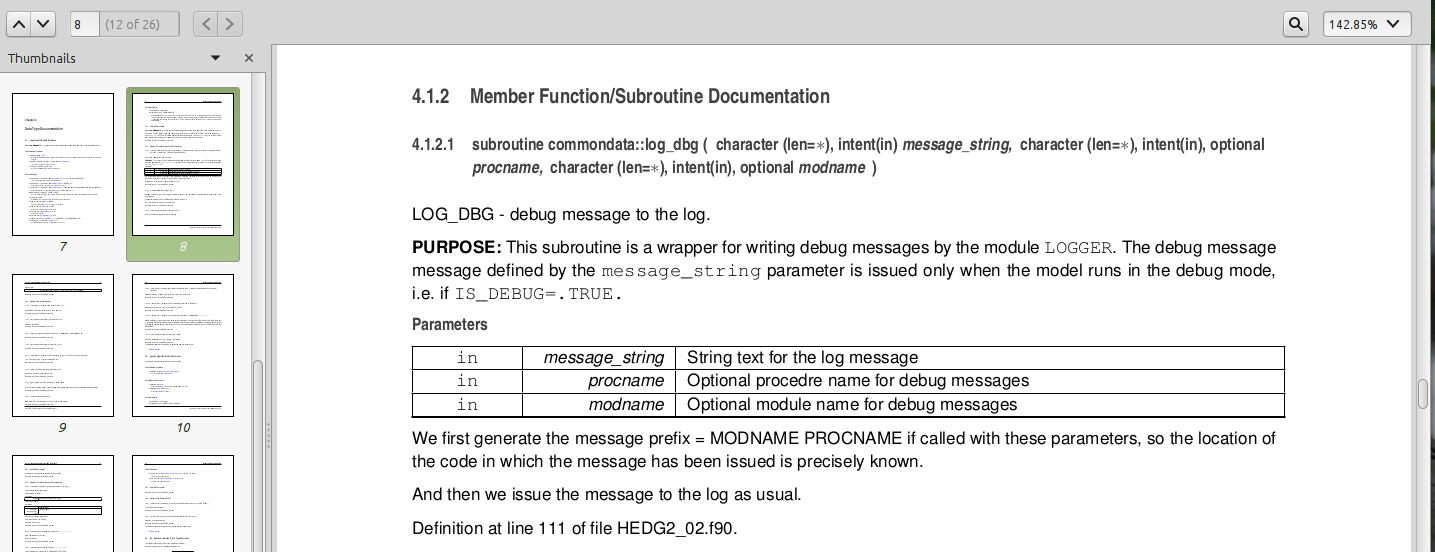 8 (12 of 26)
142.85%
Thumbnails
7
8
9
10
4.1.2 Member Function/Subroutine Documentation
4.1.2.1 subroutine commondata::log_dbg ( character (len=∗), intent(in) message_string, character (len=∗), intent(in), optional
procname, character (len=∗), intent(in), optional modname )
LOG_DBG - debug message to the log.
PURPOSE: This subroutine is a wrapper for writing debug messages by the module LOGGER. The debug message
message defined by the message_string parameter is issued only when the model runs in the debug mode,
i.e. if IS_DEBUG=.TRUE.
Parameters
in message_string String text for the log message
in procname Optional procedre name for debug messages
in modname Optional module name for debug messages
We first generate the message prefix = MODNAME PROCNAME if called with these parameters, so the location of
the code in which the message has been issued is precisely known.
And then we issue the message to the log as usual.
Definition at line 111 of file HEDG2_02.f90.